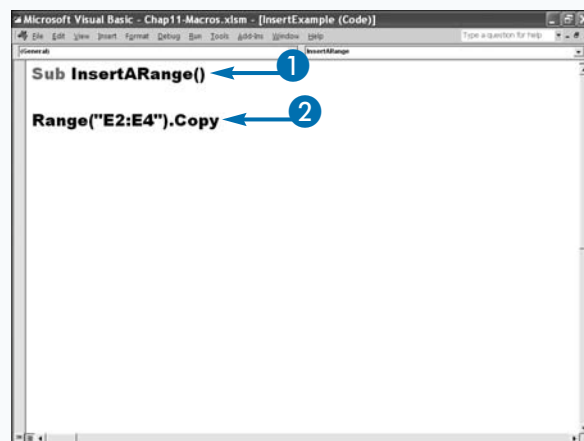 Microsoft Visual Basic - Chap11-Macros.xlsm - [InsertExample (Code)]
File Edit View Insert Format Debug Run Tools Add-Ins Window Help
Type a question for help
(General)
InsertARange
Sub InsertARange()
1
Range("E2:E4").Copy
2